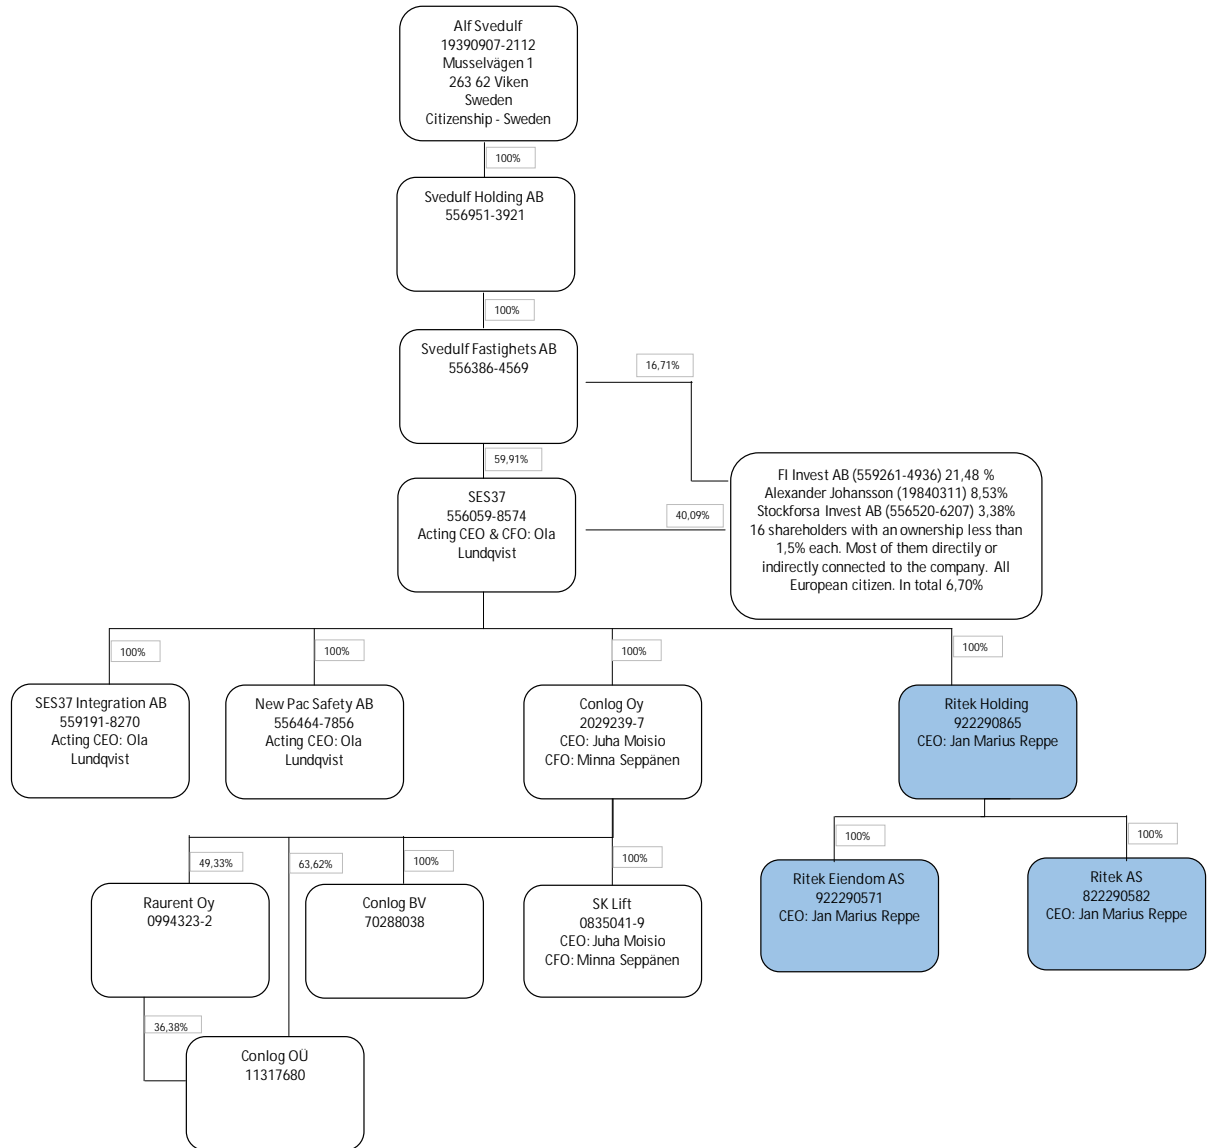 Alf Svedulf
19390907-2112
Musselvägen 1
263 62 Viken
Sweden
Citizenship - Sweden
100%
Svedulf Holding AB
556951-3921
100%
Svedulf Fastighets AB
556386-4569
16,71%
59,91%
SES37
556059-8574
Acting CEO & CFO: Ola
Lundqvist
40,09%
FI Invest AB (559261-4936) 21,48 %
Alexander Johansson (19840311) 8,53%
Stockforsa Invest AB (556520-6207) 3,38%
16 shareholders with an ownership less than
1,5% each. Most of them directily or
indirectly connected to the company. All
European citizen. In total 6,70%
100%
100%
100%
100%
SES37 Integration AB
559191-8270
Acting CEO: Ola
Lundqvist
New Pac Safety AB
556464-7856
Acting CEO: Ola
Lundqvist
Conlog Oy
2029239-7
CEO: Juha Moisio
CFO: Minna Seppänen
Ritek Holding
922290865
CEO: Jan Marius Reppe
49,33%
63,62%
100%
100%
100%
100%
Raurent Oy
0994323-2
Conlog BV
70288038
SK Lift
0835041-9
CEO: Juha Moisio
CFO: Minna Seppänen
Ritek Eiendom AS
922290571
CEO: Jan Marius Reppe
Ritek AS
822290582
CEO: Jan Marius Reppe
36,38%
Conlog OÜ
11317680